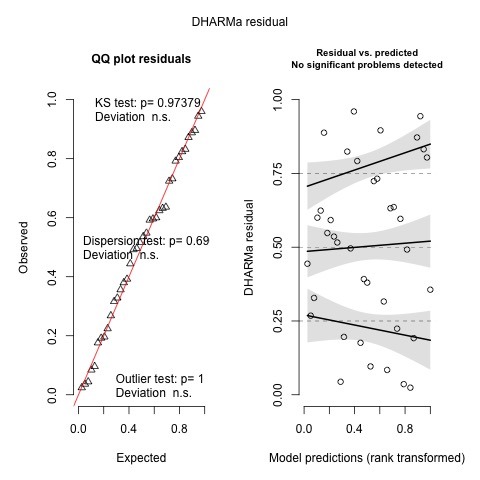 DHARMa residual
QQ plot residuals
KS test: p= 0.97379
Deviation n.s.
Dispersion test: p= 0.69
Deviation n.s.
Outlier test: p= 1
Deviation n.s.
Observed
0.0 0.2 0.4 0.6 0.8 1.0
0.0 0.4 0.8
Expected
Residual vs. predicted
No significant problems detected
DHARMa residual
0.00 0.25 0.50 0.75 1.00
0.0 0.4 0.8
Model predictions (rank transformed)